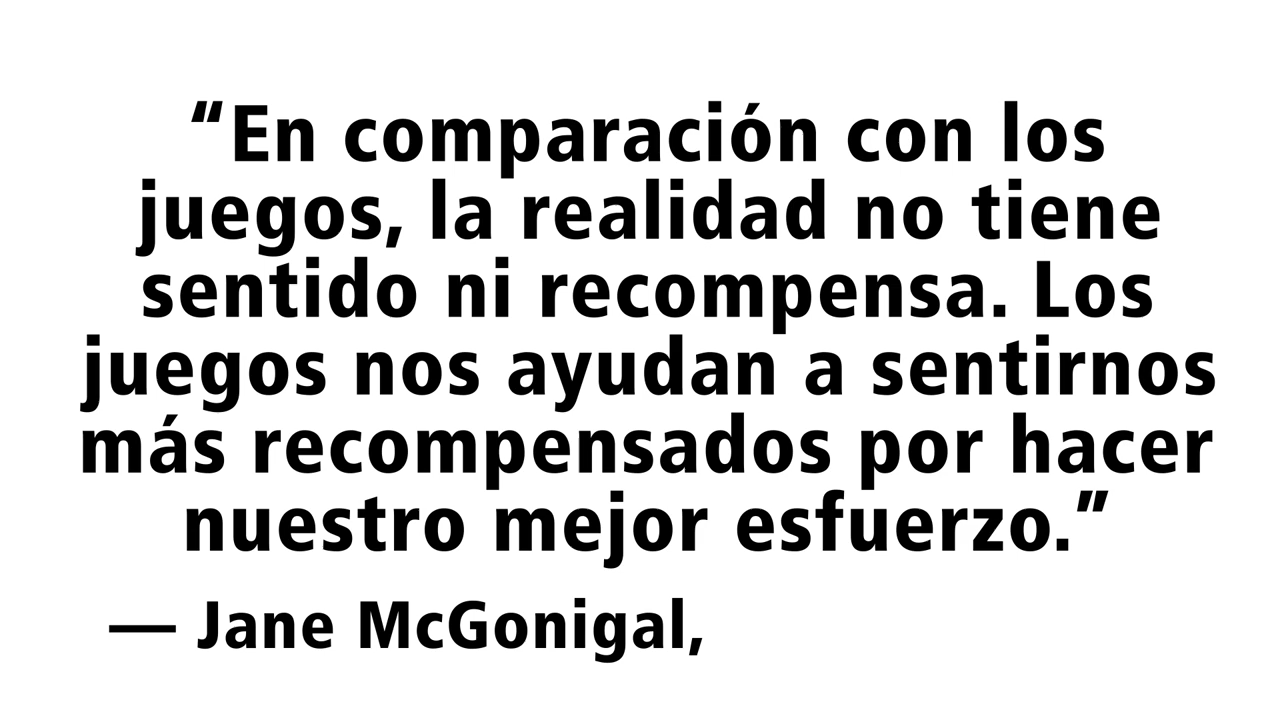 “En comparación con los
juegos, la realidad no tiene
sentido ni recompensa. Los
juegos nos ayudan a sentirnos
más recompensados por hacer
nuestro mejor esfuerzo.”
— Jane McGonigal,